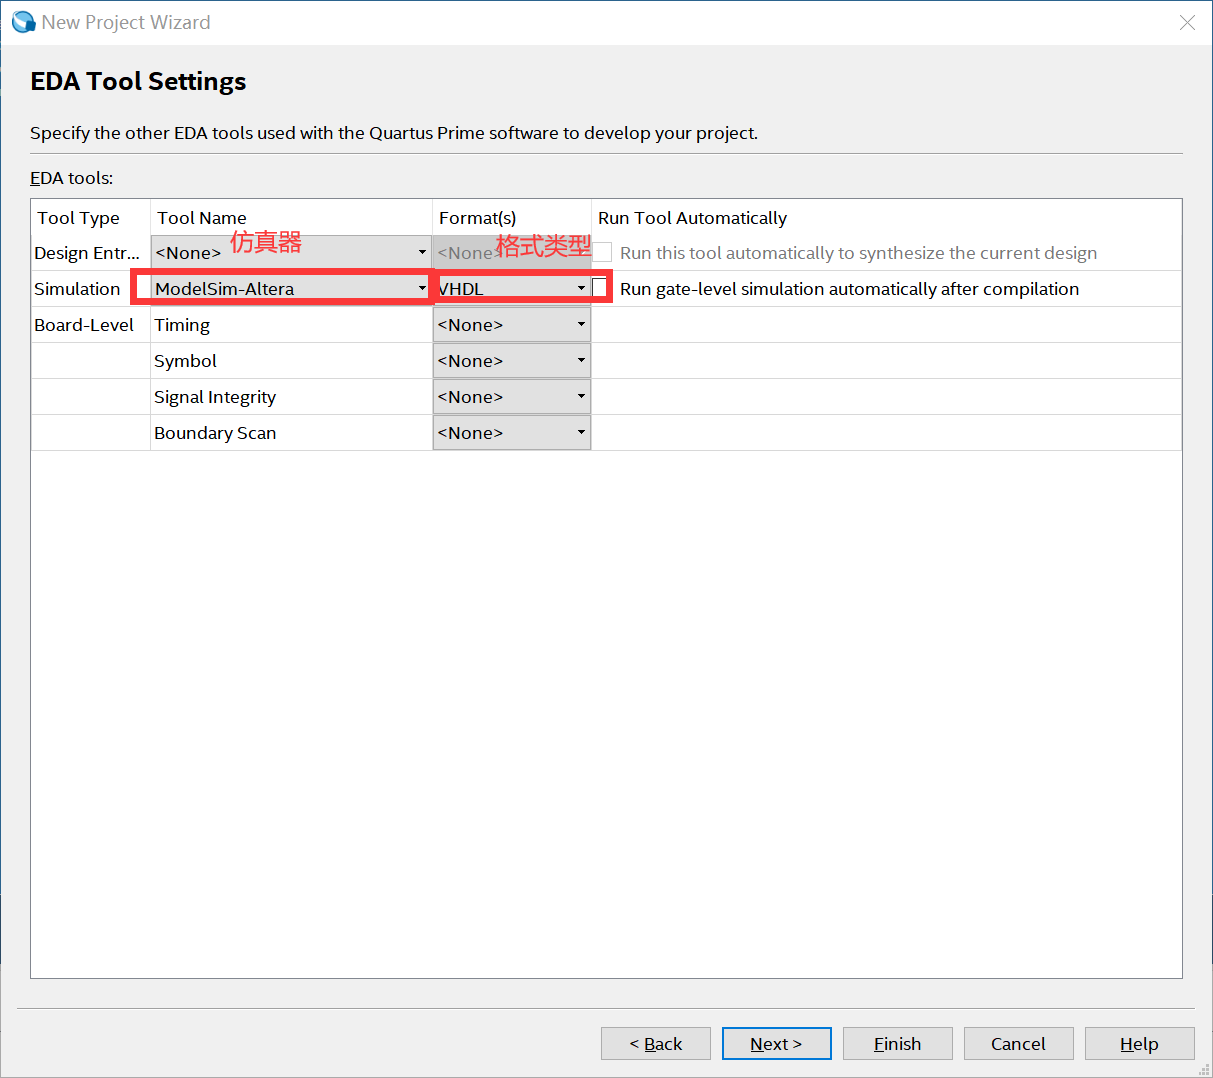 New Project Wizard
EDA Tool Settings
Specify the other EDA tools used with the Quartus Prime software to develop your project.
EDA tools:
Tool Type Tool Name Format(s) Run Tool Automatically
仿真器 格式类型
Design Entr... <None> <None> Run this tool automatically to synthesize the current design
Simulation ModelSim-Altera VHDL Run gate-level simulation automatically after compilation
Board-Level Timing <None>
Symbol <None>
Signal Integrity <None>
Boundary Scan <None>
< Back Next > Finish Cancel Help